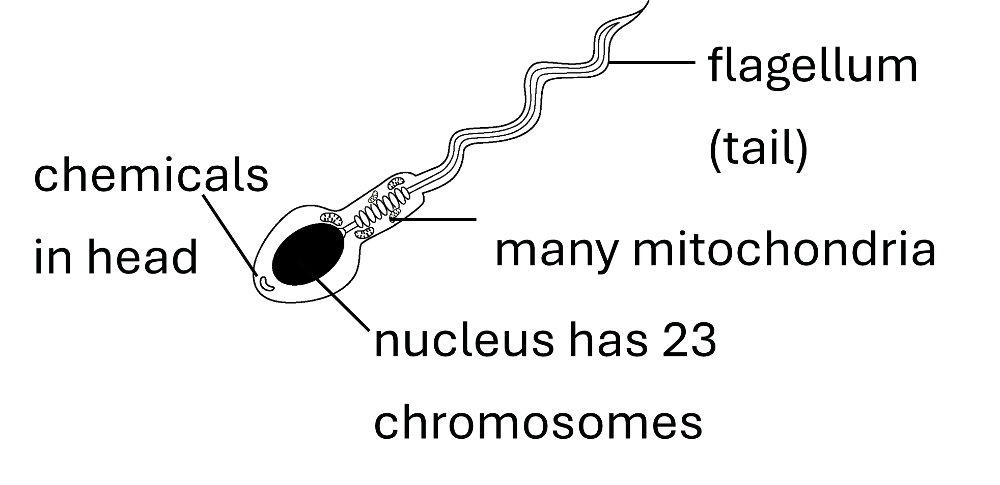 flagellum
(tail)
chemicals
in head
many mitochondria
nucleus has 23
chromosomes